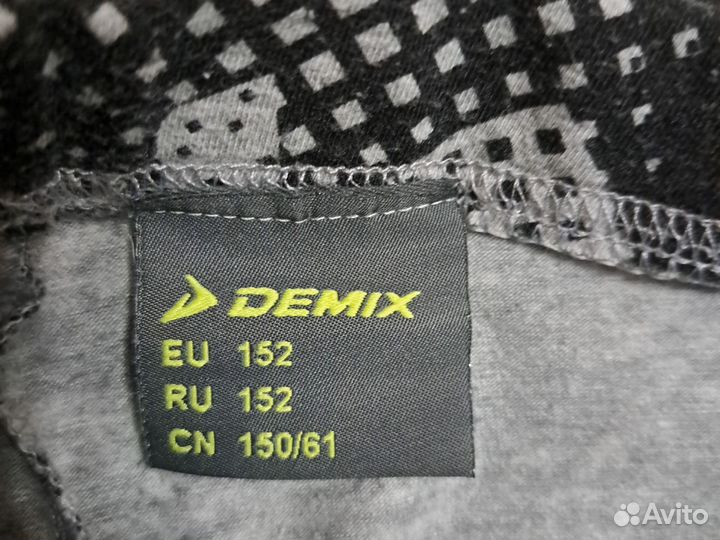 DEMIX
EU 152
RU 152
CN 150/61
Avito